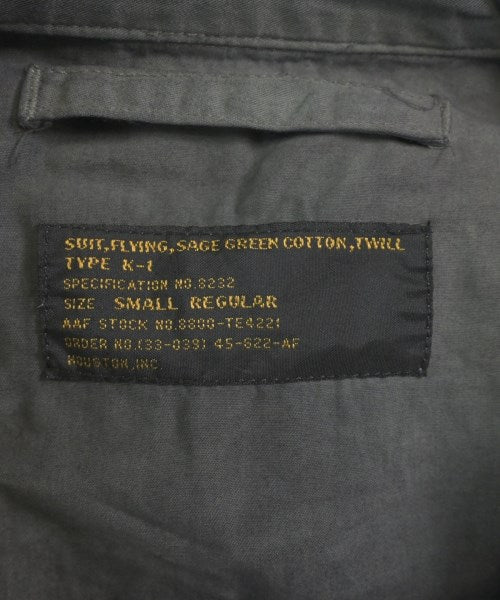 SUIT,FLYING,SAGE GREEN COTTON,TWILL
TYPE K-1
SPECIFICATION NO.8232
SIZE SMALL REGULAR
AAF STOCK NO.8800-TE4221
ORDER NO.(33-039) 45-622-AF
HOUSTON,INC.